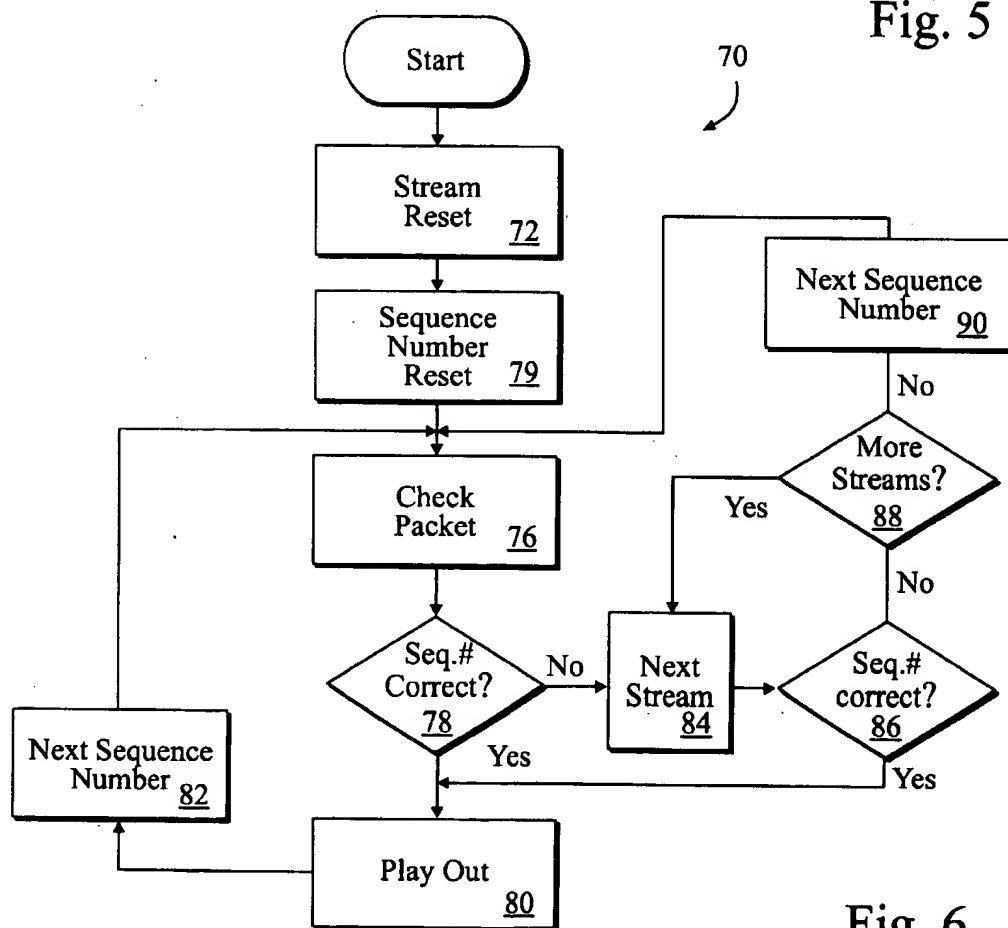 Fig. 5
70
Start
Stream
Reset
72
Sequence
Number
Reset
79
Next Sequence
Number
90
No
More
Streams?
88
Yes
No
Check
Packet
76
Seq.#
Correct?
78
No
Yes
Next
Stream
84
Seq.#
correct?
86
Yes
Next Sequence
Number
82
Play Out
80
Fig. 6